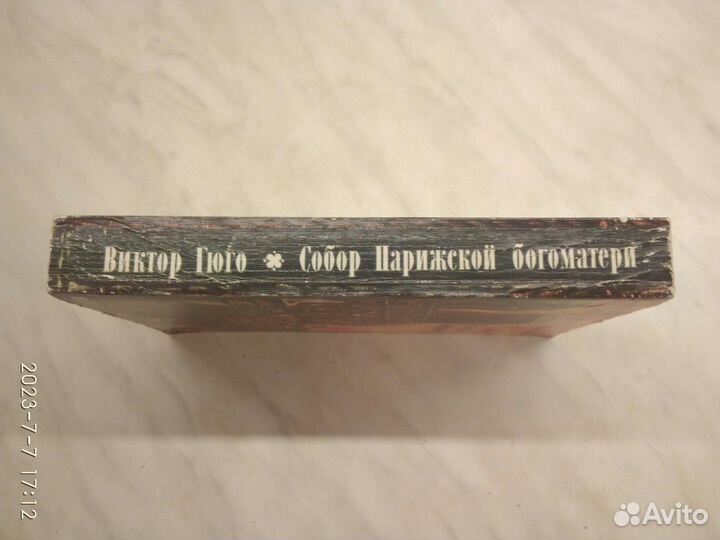 Виктор Гюго ♣ Собор Парижской богоматери
2023-7-7 17:12
Avito